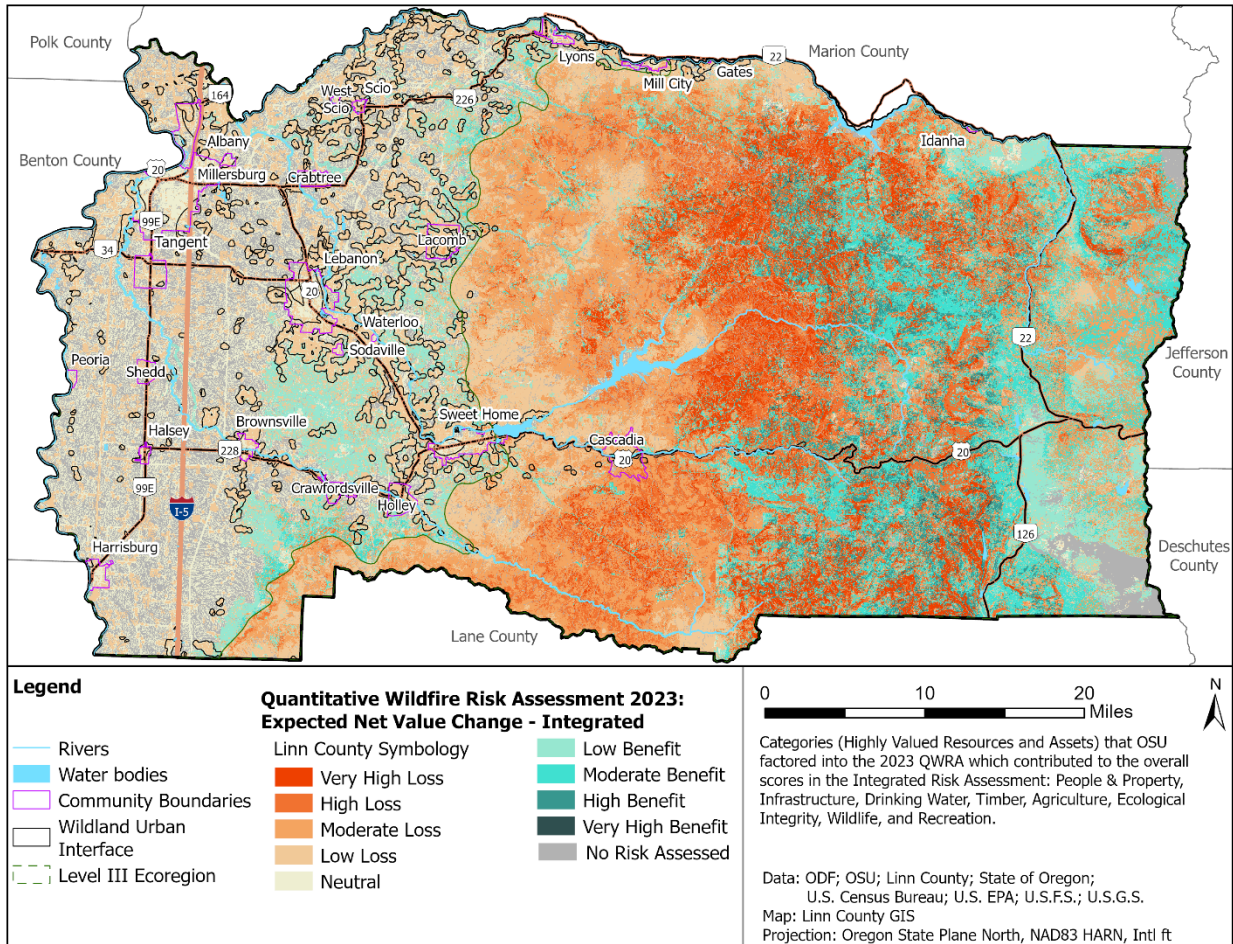 Polk County
Marion County
Lyons
Mill City
Gates
22
164
West Scio
Scio
226
Albany
Idanha
Benton County
20
Millersburg
Crabtree
99E
34
Tangent
Lacomb
Lebanon
20
Waterloo
22
Sodaville
Peoria
Shedd
Jefferson
County
Sweet Home
Brownsville
Halsey
Cascadia
228
20
20
Crawfordsville
99E
Holley
I-5
126
Harrisburg
Deschutes
County
Lane County
Legend
Rivers
Water bodies
Community Boundaries
Wildland Urban
Interface
Level III Ecoregion
Quantitative Wildfire Risk Assessment 2023:
Expected Net Value Change - Integrated
Linn County Symbology
Very High Loss
High Loss
Moderate Loss
Low Loss
Neutral
Low Benefit
Moderate Benefit
High Benefit
Very High Benefit
No Risk Assessed
0 10 20
Miles
N
Categories (Highly Valued Resources and Assets) that OSU
factored into the 2023 QWRA which contributed to the overall
scores in the Integrated Risk Assessment: People & Property,
Infrastructure, Drinking Water, Timber, Agriculture, Ecological
Integrity, Wildlife, and Recreation.
Data: ODF; OSU; Linn County; State of Oregon;
U.S. Census Bureau; U.S. EPA; U.S.F.S.; U.S.G.S.
Map: Linn County GIS
Projection: Oregon State Plane North, NAD83 HARN, Intl ft